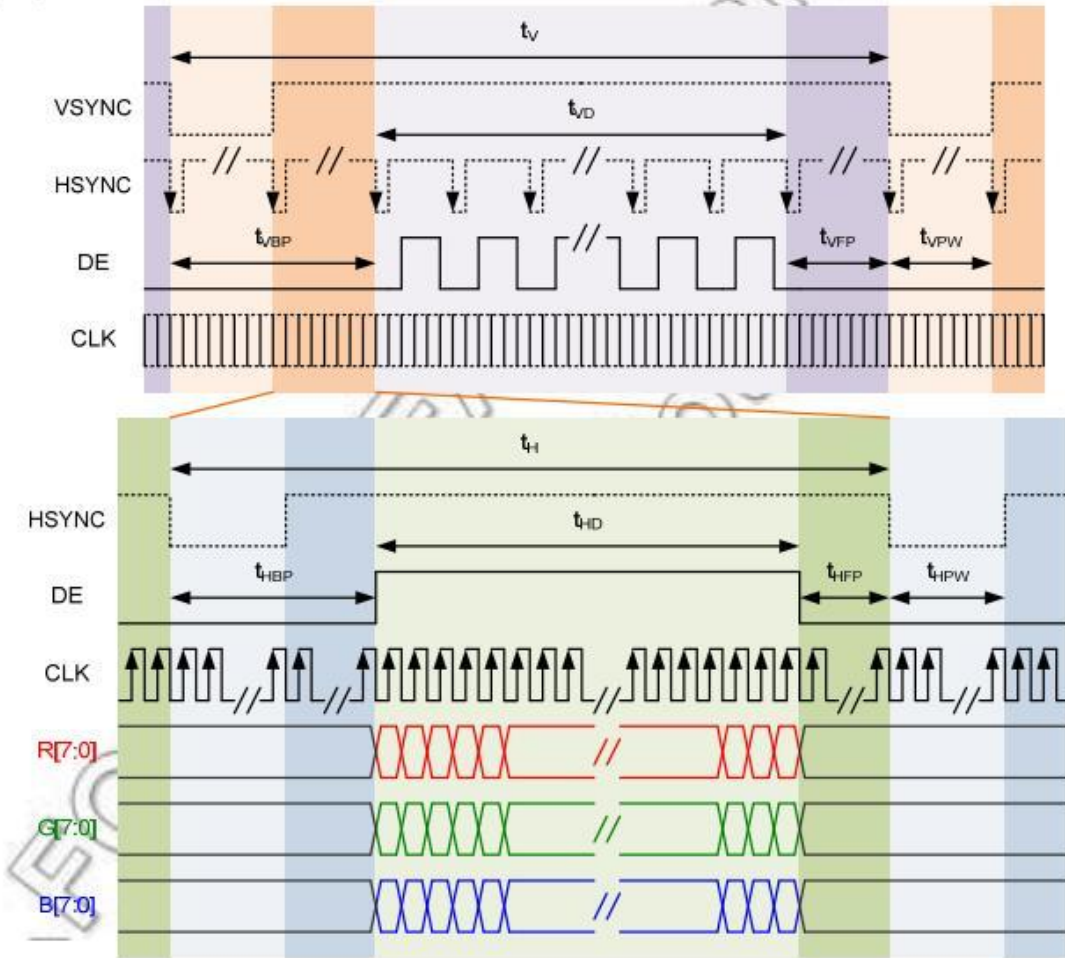 tV
VSYNC
tVD
HSYNC
tVBP
tVFP
tVPW
DE
CLK
tH
HSYNC
tHD
tHBP
tHFP
tHPW
DE
CLK
R[7:0]
G[7:0]
B[7:0]